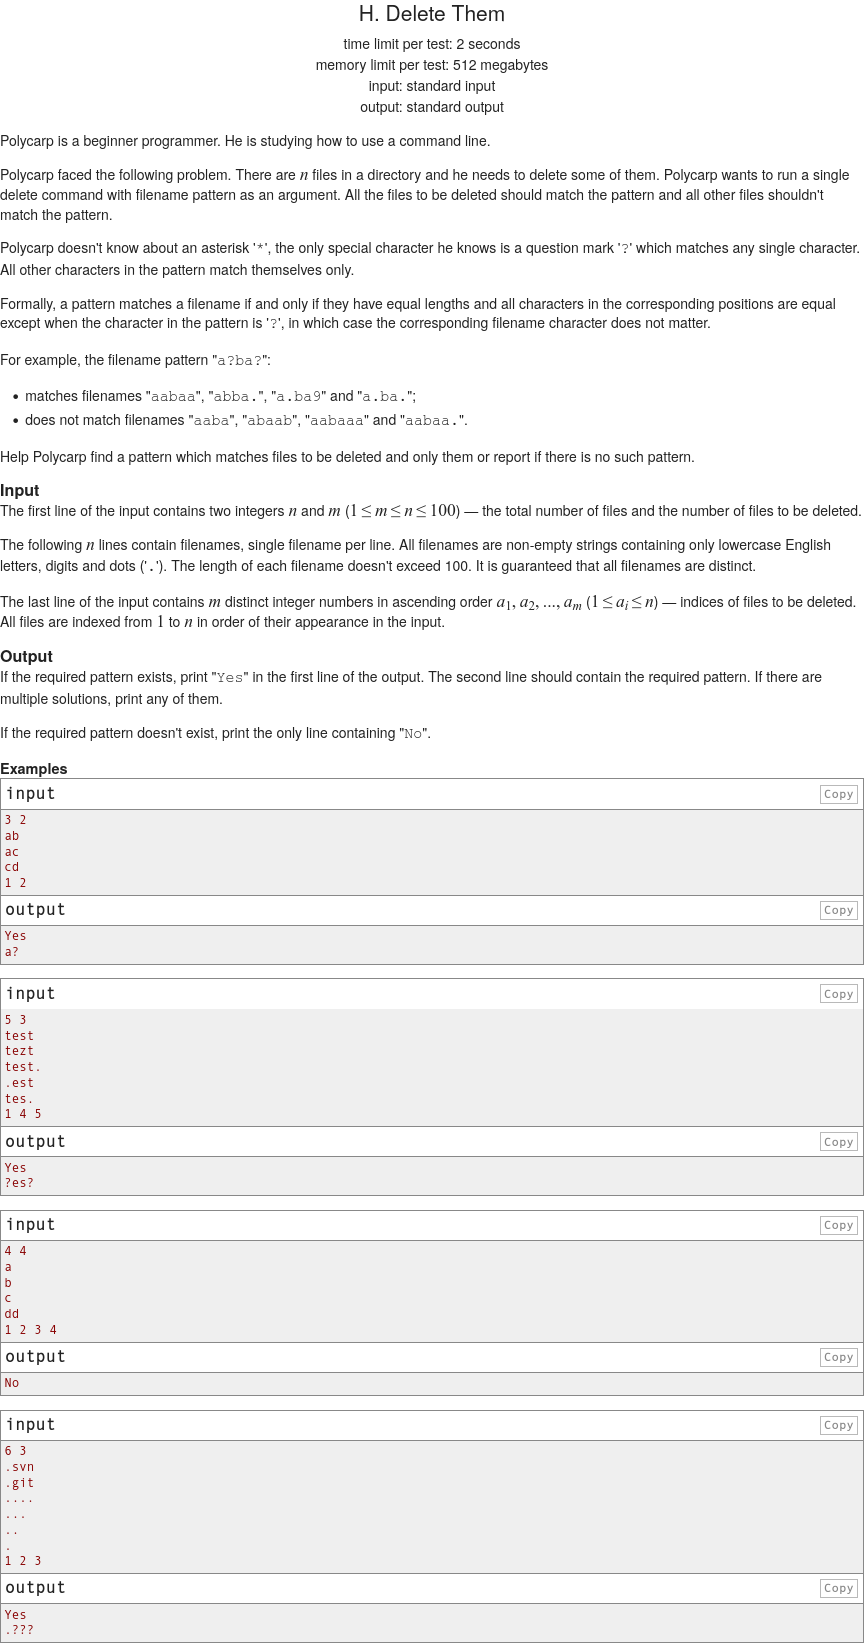 H. Delete Them
time limit per test: 2 seconds
memory limit per test: 512 megabytes
input: standard input
output: standard output
Polycarp is a beginner programmer. He is studying how to use a command line.
Polycarp faced the following problem. There are n files in a directory and he needs to delete some of them. Polycarp wants to run a single
delete command with filename pattern as an argument. All the files to be deleted should match the pattern and all other files shouldn't
match the pattern.
Polycarp doesn't know about an asterisk '*', the only special character he knows is a question mark '?' which matches any single character.
All other characters in the pattern match themselves only.
Formally, a pattern matches a filename if and only if they have equal lengths and all characters in the corresponding positions are equal
except when the character in the pattern is '?', in which case the corresponding filename character does not matter.
For example, the filename pattern "a?ba?":
• matches filenames "aabaa", "abba.", "a.ba9" and "a.ba.";
• does not match filenames "aaba", "abaab", "aabaaa" and "aabaa.".
Help Polycarp find a pattern which matches files to be deleted and only them or report if there is no such pattern.
Input
The first line of the input contains two integers n and m (1 ≤ m ≤ n ≤ 100) — the total number of files and the number of files to be deleted.
The following n lines contain filenames, single filename per line. All filenames are non-empty strings containing only lowercase English
letters, digits and dots ('.'). The length of each filename doesn't exceed 100. It is guaranteed that all filenames are distinct.
The last line of the input contains m distinct integer numbers in ascending order a1, a2, ..., am (1 ≤ ai ≤ n) — indices of files to be deleted.
All files are indexed from 1 to n in order of their appearance in the input.
Output
If the required pattern exists, print "Yes" in the first line of the output. The second line should contain the required pattern. If there are
multiple solutions, print any of them.
If the required pattern doesn't exist, print the only line containing "No".
Examples
input Copy
3 2
ab
ac
cd
1 2
output Copy
Yes
a?
input Copy
5 3
test
tezt
test.
.est
tes.
1 4 5
output Copy
Yes
?es?
input Copy
4 4
a
b
c
dd
1 2 3 4
output Copy
No
input Copy
6 3
.svn
.git
....
...
..
.
1 2 3
output Copy
Yes
.???